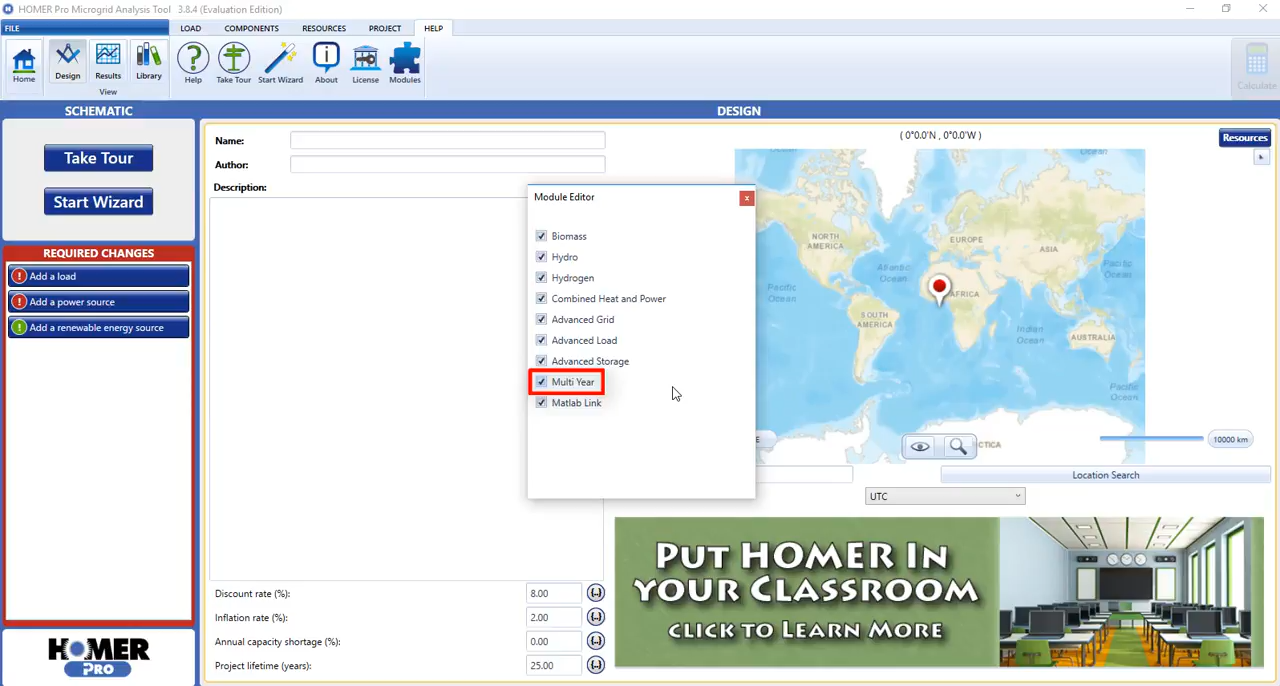 HOMER Pro Microgrid Analysis Tool 3.8.4 (Evaluation Edition)
FILE
LOAD
COMPONENTS
RESOURCES
PROJECT
HELP
Home
Design
Results
Library
Help
Take Tour
Start Wizard
About
License
Modules
Calculate
View
SCHEMATIC
DESIGN
Take Tour
Start Wizard
REQUIRED CHANGES
Add a load
Add a power source
Add a renewable energy source
HOMER
PRO
Name:
Author:
Description:
( 0°0.0'N , 0°0.0'W )
Resources
Module Editor
Biomass
Hydro
Hydrogen
Combined Heat and Power
Advanced Grid
Advanced Load
Advanced Storage
Multi Year
Matlab Link
Ocean
Ocean
NORTH
AMERICA
EUROPE
ASIA
Pacific
Ocean
Atlantic
Ocean
AFRICA
Pacific
Ocean
SOUTH
AMERICA
Indian
Ocean
AUSTRALIA
Pacific
Ocean
E
CTICA
10000 km
Location Search
UTC
Discount rate (%):
8.00
Inflation rate (%):
2.00
Annual capacity shortage (%):
0.00
Project lifetime (years):
25.00
PUT HOMER IN
YOUR CLASSROOM
CLICK TO LEARN MORE